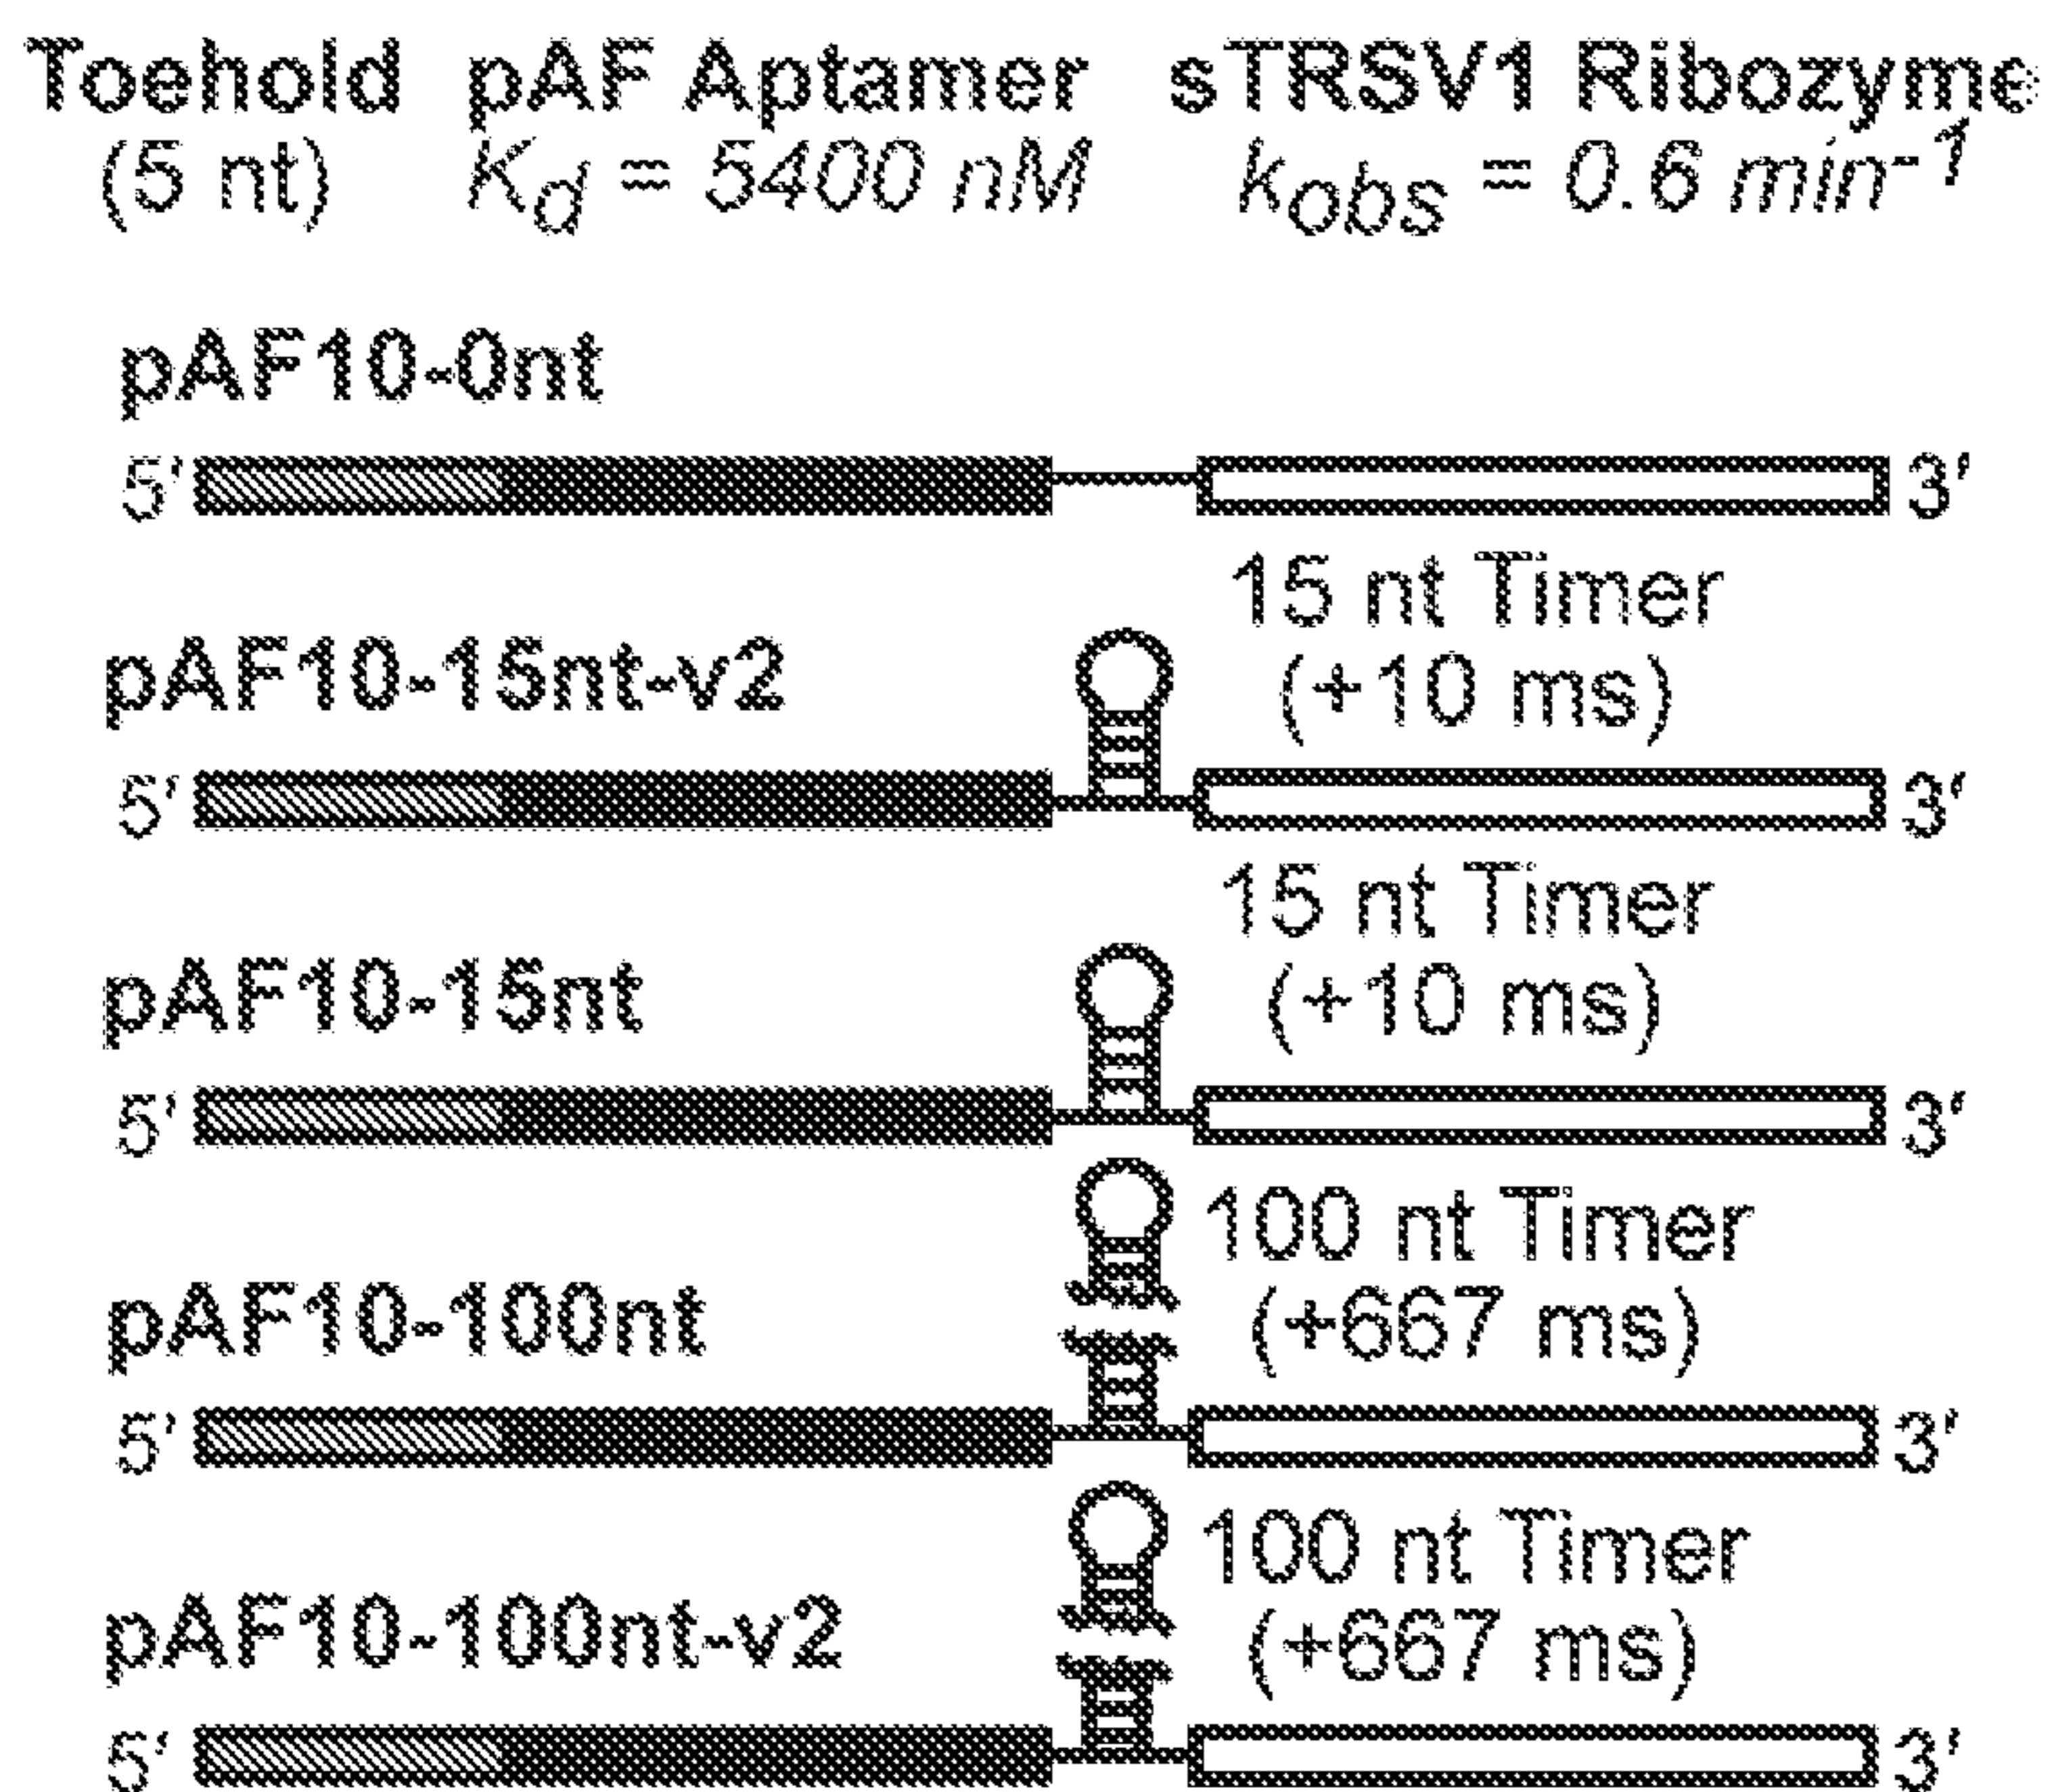 Toehold pAF Aptamer sTRSV1 Ribozyme
(5 nt) Kd = 5400 nM kobs = 0.6 min-1
pAF10-0nt
5' 3'
15 nt Timer
pAF10-15nt-v2 (+10 ms)
5' 3'
15 nt Timer
pAF10-15nt (+10 ms)
5' 3'
100 nt Timer
pAF10-100nt (+667 ms)
5' 3'
100 nt Timer
pAF10-100nt-v2 (+667 ms)
5' 3'